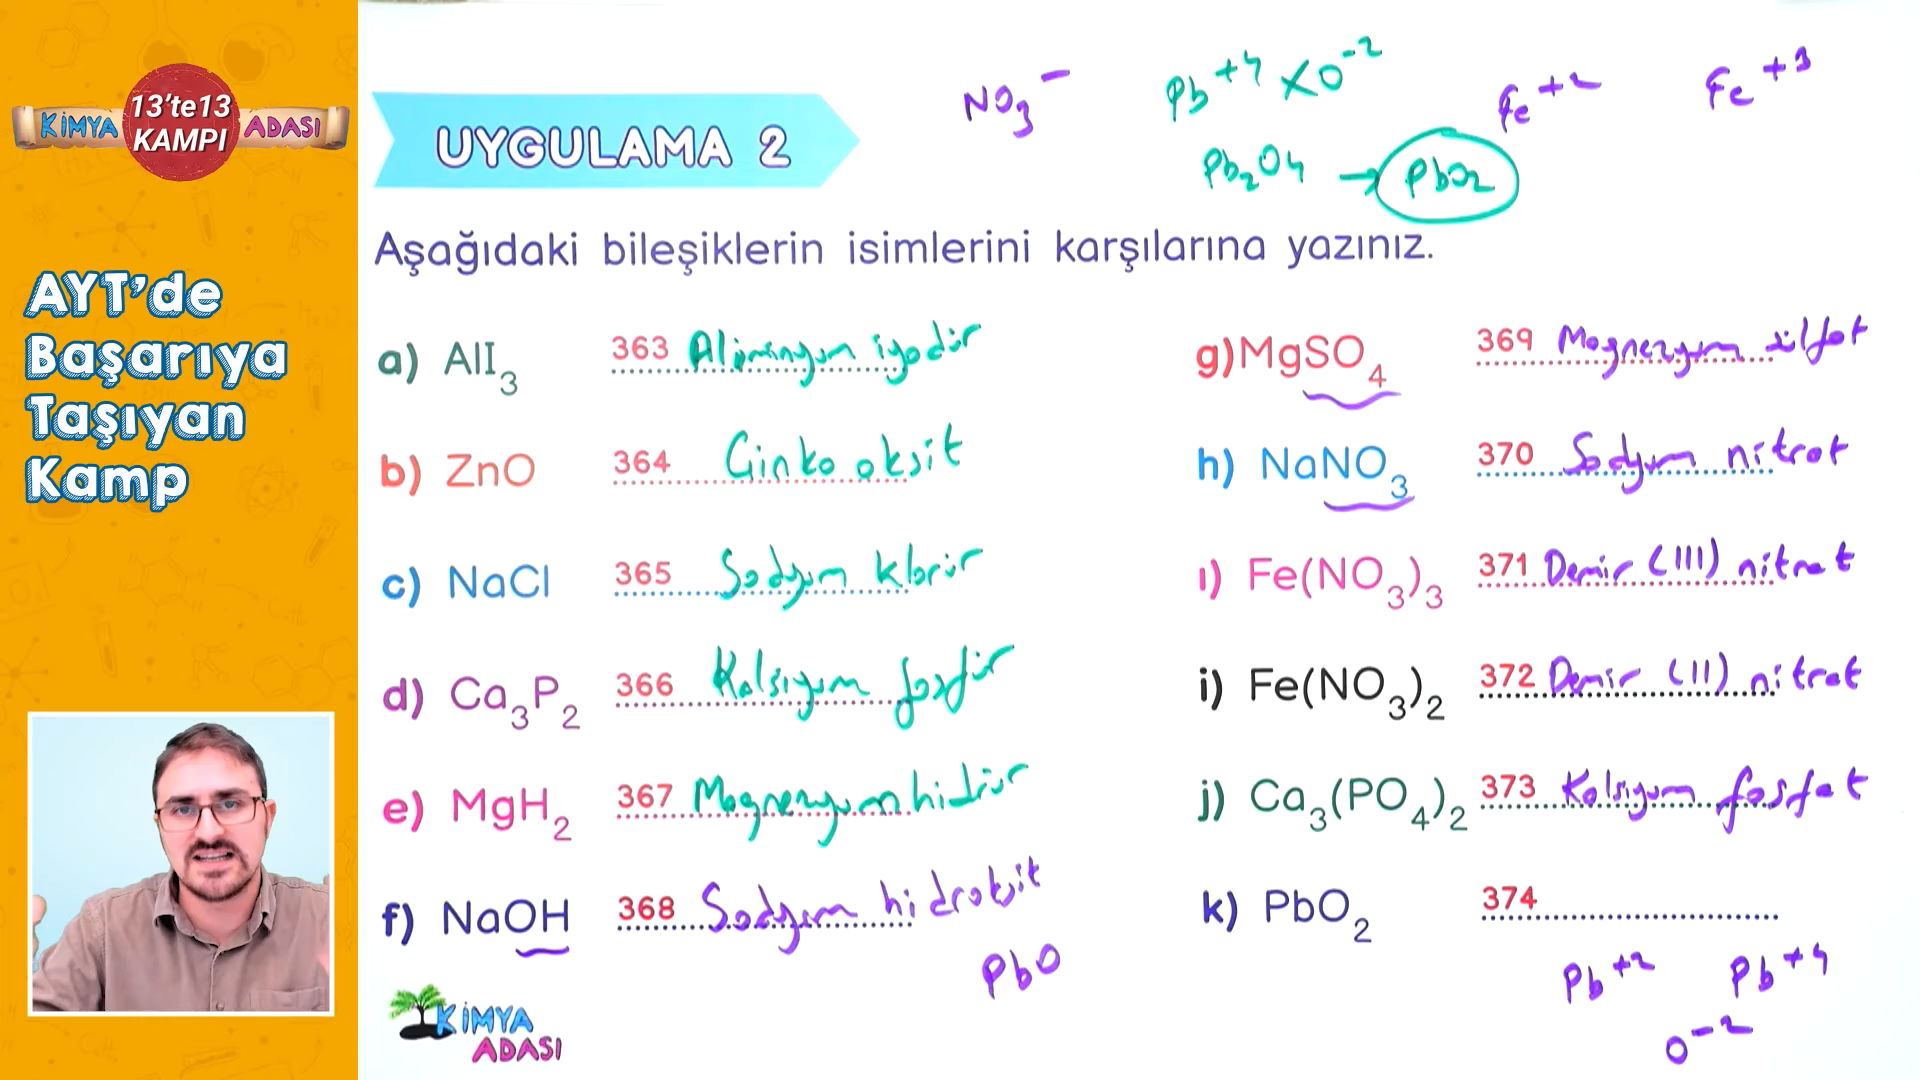 KİMYA 13'te13 KAMPI ADASI
AYT'de
Başarıya
Taşıyan
Kamp
NO3⁻
Pb⁺⁴ X O⁻²
Fe⁺²
Fe⁺³
Pb2O4 → PbO2
UYGULAMA 2
Aşağıdaki bileşiklerin isimlerini karşılarına yazınız.
a) AlI3 363 Alüminyum iyodür
b) ZnO 364 Çinko oksit
c) NaCl 365 Sodyum klorür
d) Ca3P2 366 Kalsiyum fosfür
e) MgH2 367 Magnezyum hidrür
f) NaOH 368 Sodyum hidroksit
PbO
g) MgSO4 369 Magnezyum sülfat
h) NaNO3 370 Sodyum nitrat
ı) Fe(NO3)3 371 Demir (III) nitrat
i) Fe(NO3)2 372 Demir (II) nitrat
j) Ca3(PO4)2 373 Kalsiyum fosfat
k) PbO2 374
Pb⁺² Pb⁺⁴
O⁻²
KİMYA
ADASI